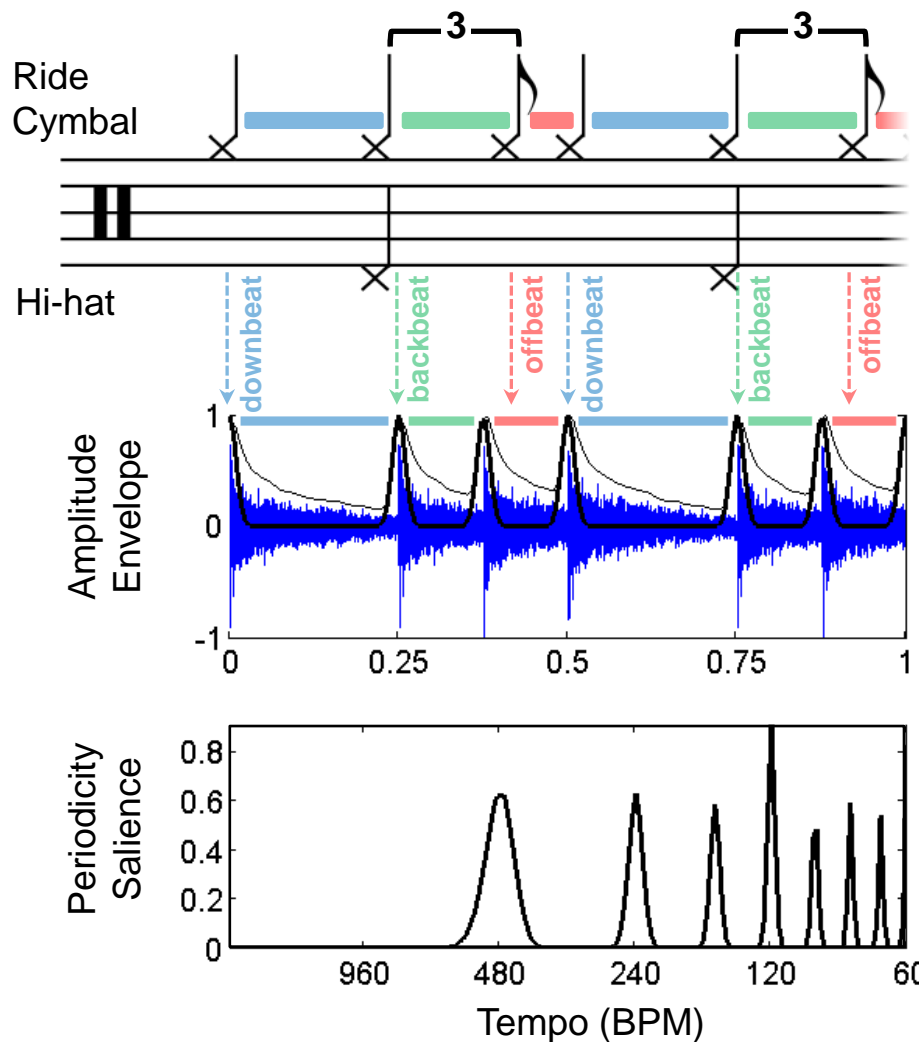 3 3
Ride
Cymbal
Hi-hat
downbeat backbeat offbeat downbeat backbeat offbeat
Amplitude
Envelope
1
0
-1
0 0.25 0.5 0.75 1
Periodicity
Salience
0.8
0.6
0.4
0.2
0
960 480 240 120 60
Tempo (BPM)